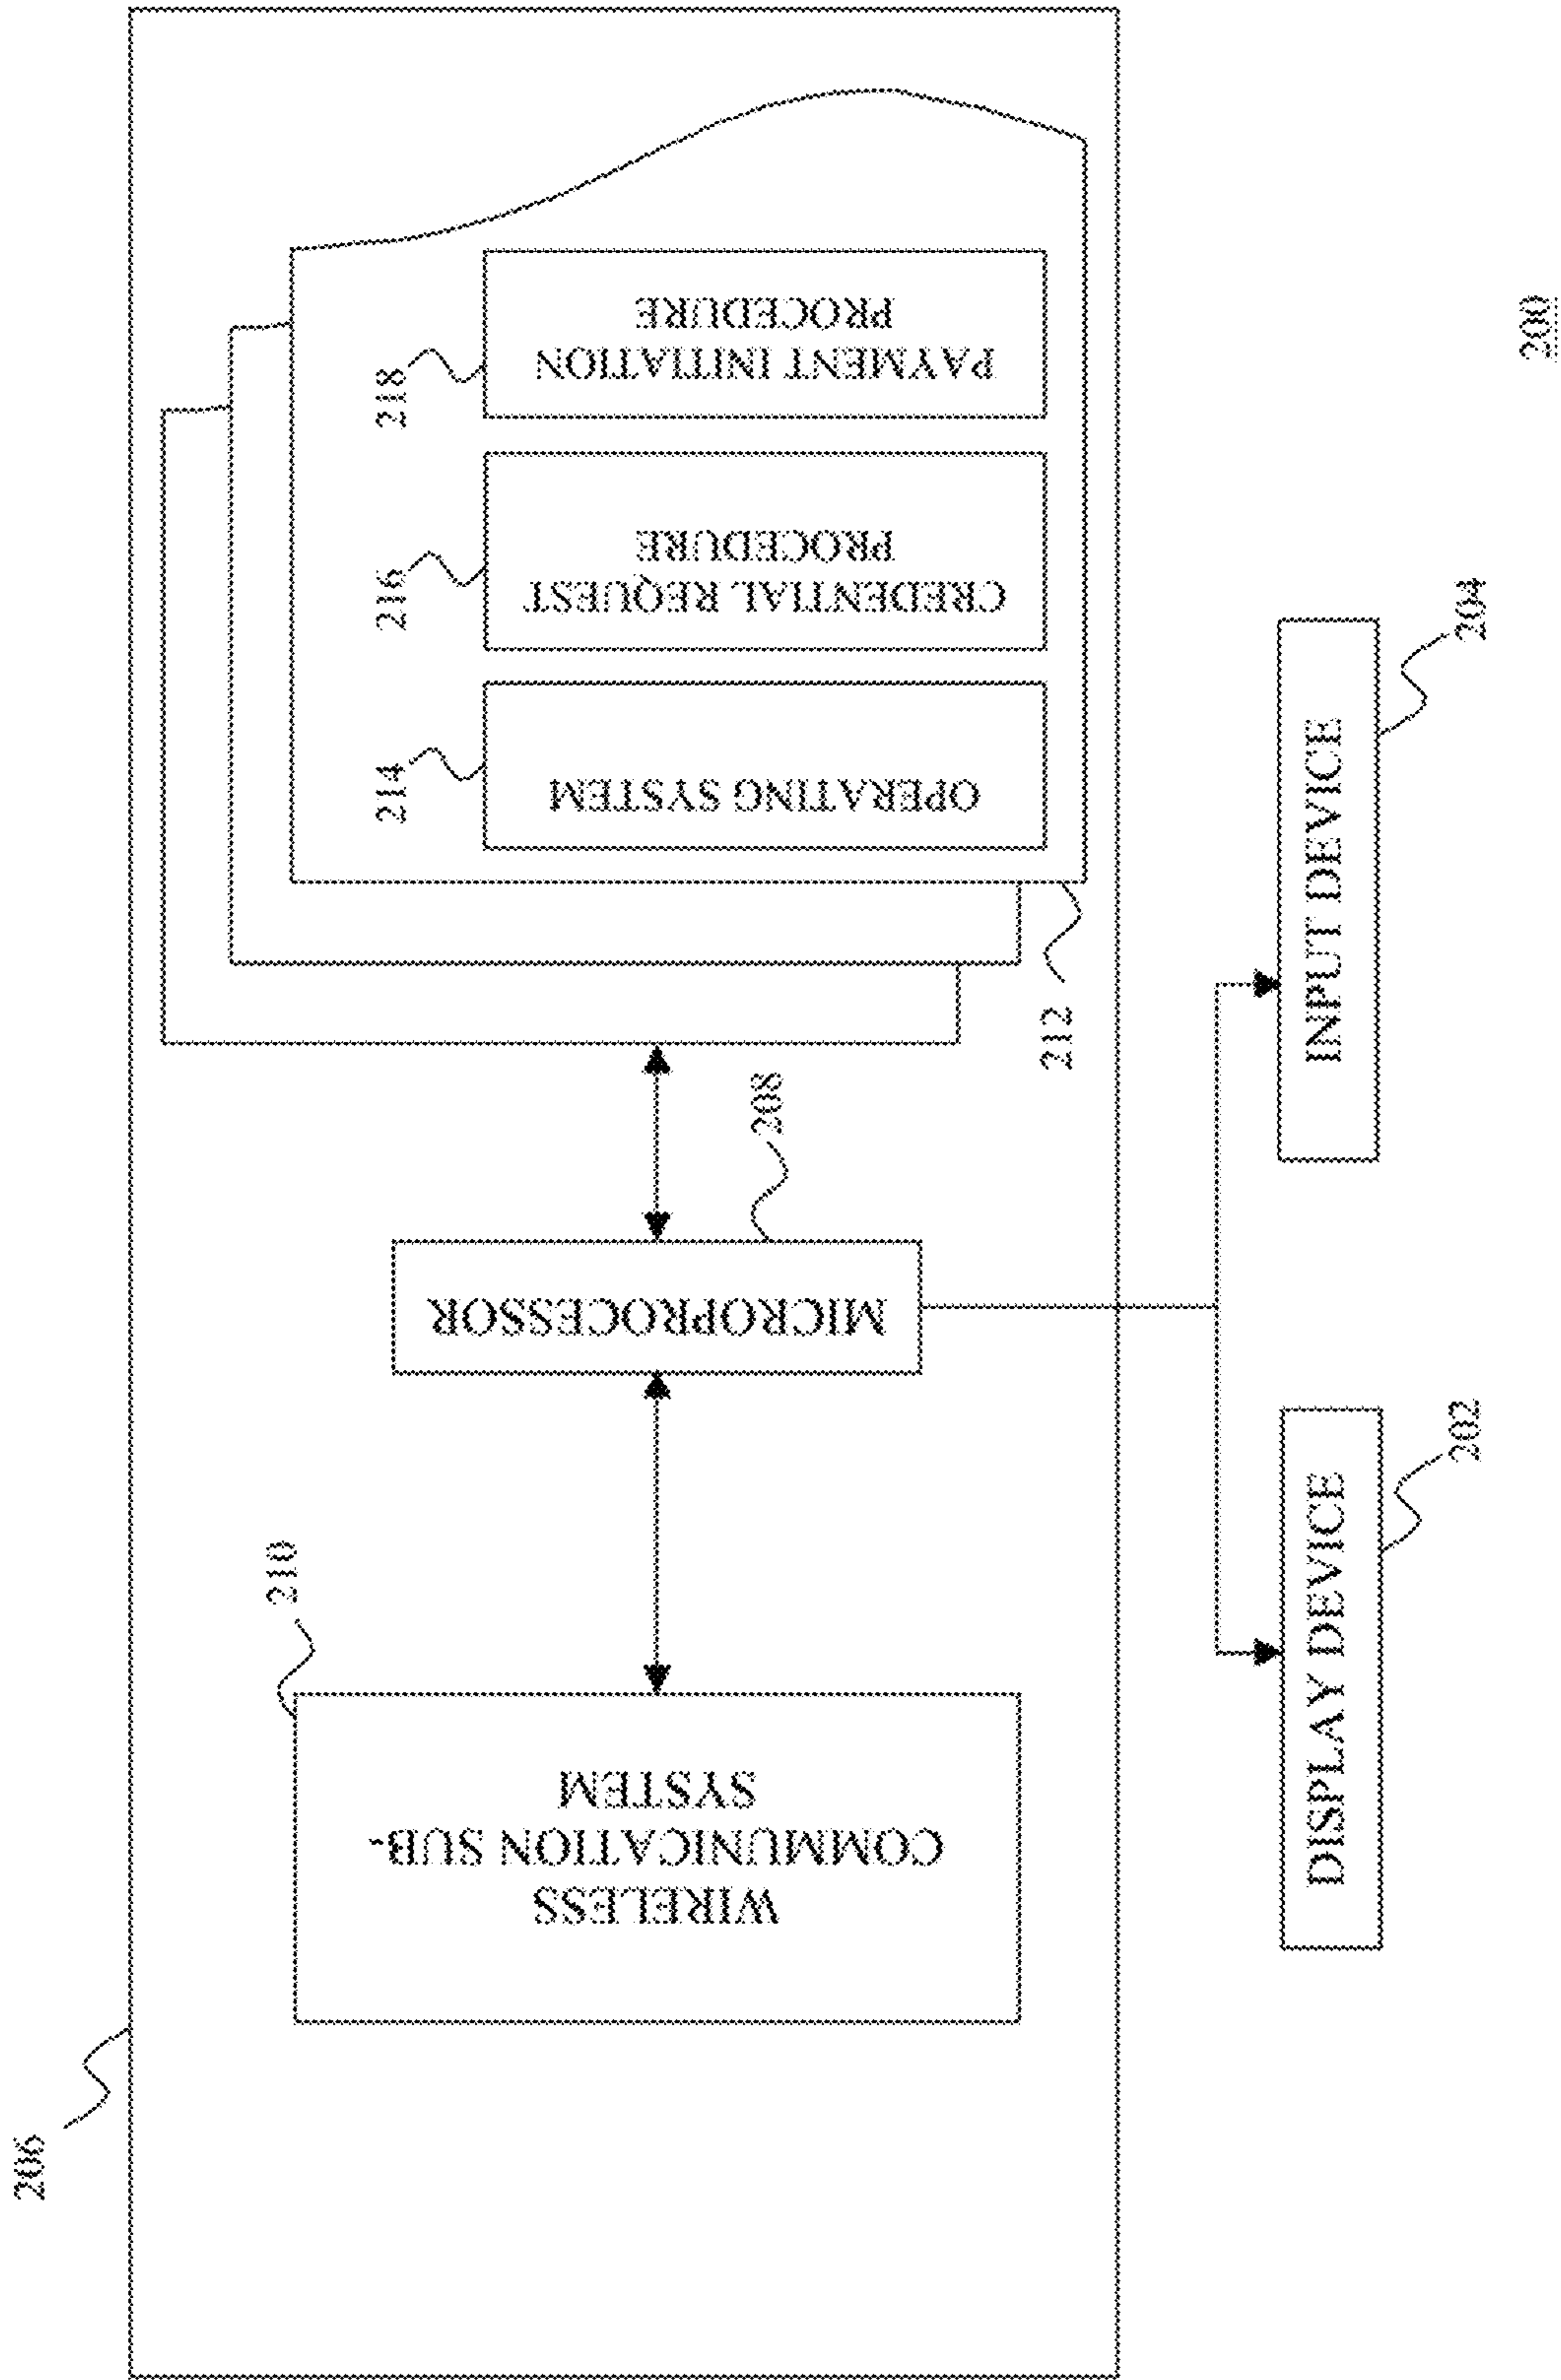 206
210
WIRELESS
COMMUNICATION SUB-
SYSTEM
MICROPROCESSOR
208
212
214
OPERATING SYSTEM
216
CREDENTIAL REQUEST
PROCEDURE
218
PAYMENT INITIATION
PROCEDURE
DISPLAY DEVICE
202
INPUT DEVICE
204
200